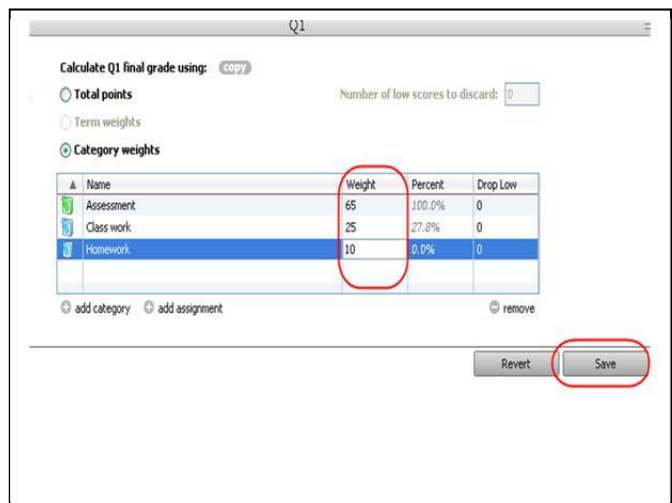 Q1
Calculate Q1 final grade using: copy
Total points Number of low scores to discard: 0
Term weights
Category weights
Name Weight Percent Drop Low
Assessment 65 100.0% 0
Class work 25 27.8% 0
Homework 10 0.0% 0
add category add assignment remove
Revert Save